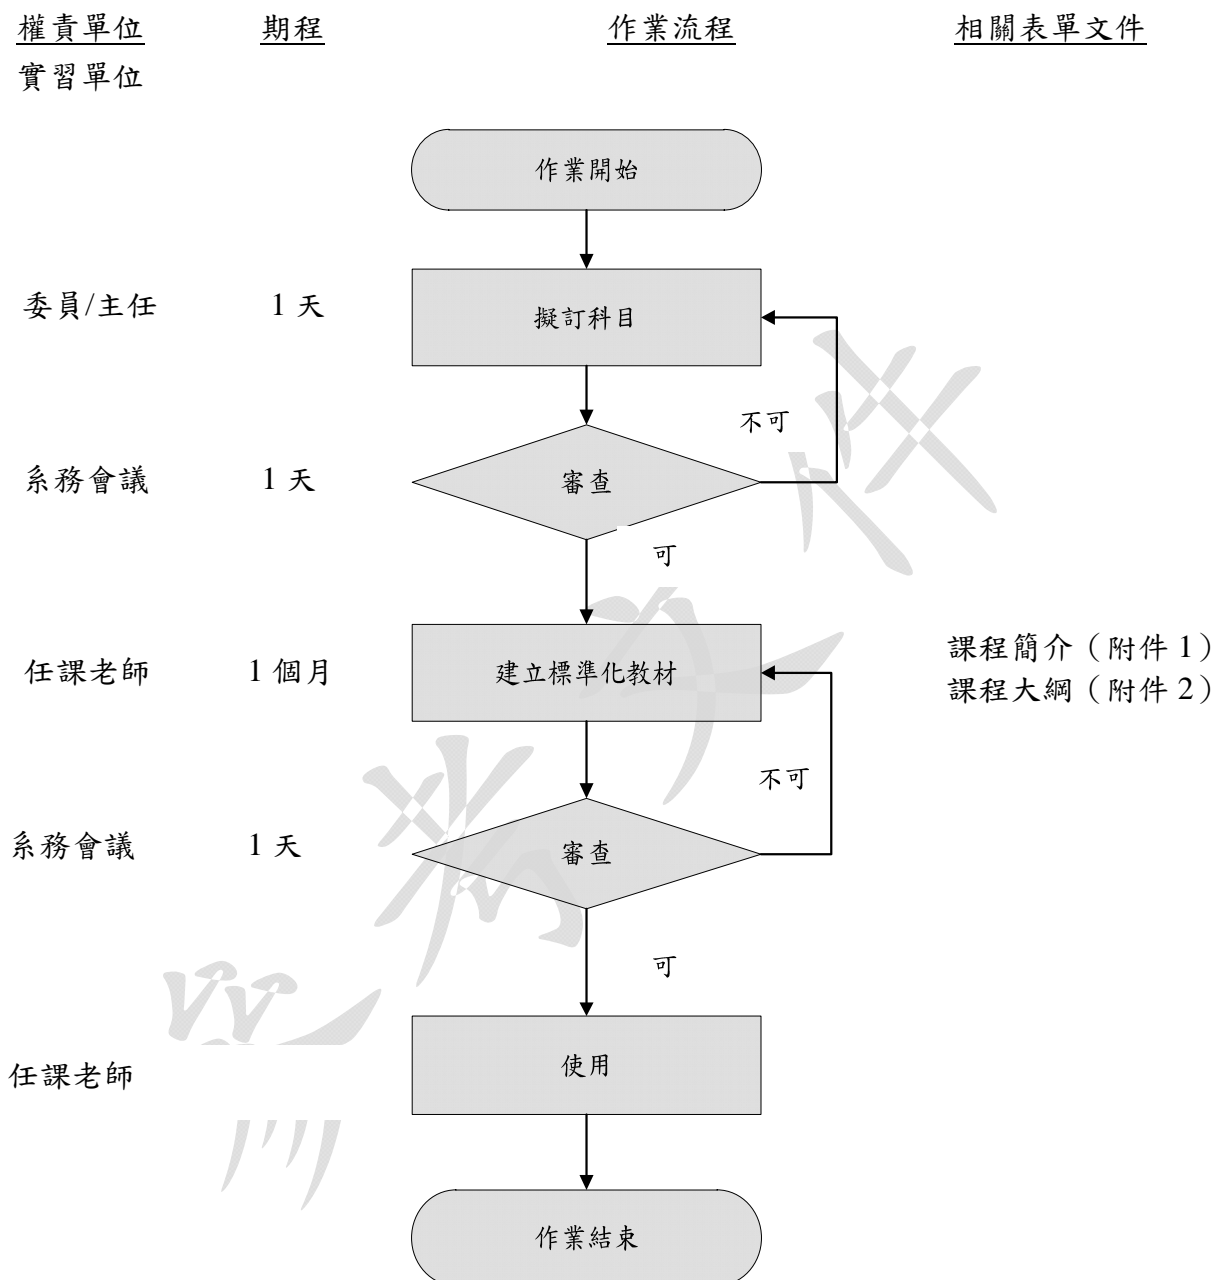 權責單位 期程 作業流程 相關表單文件
實習單位
作業開始
委員/主任 1 天 擬訂科目
不可
系務會議 1 天 審查
可
任課老師 1 個月 建立標準化教材 課程簡介（附件 1）
課程大綱（附件 2）
不可
系務會議 1 天 審查
可
任課老師 使用
作業結束
參考文件